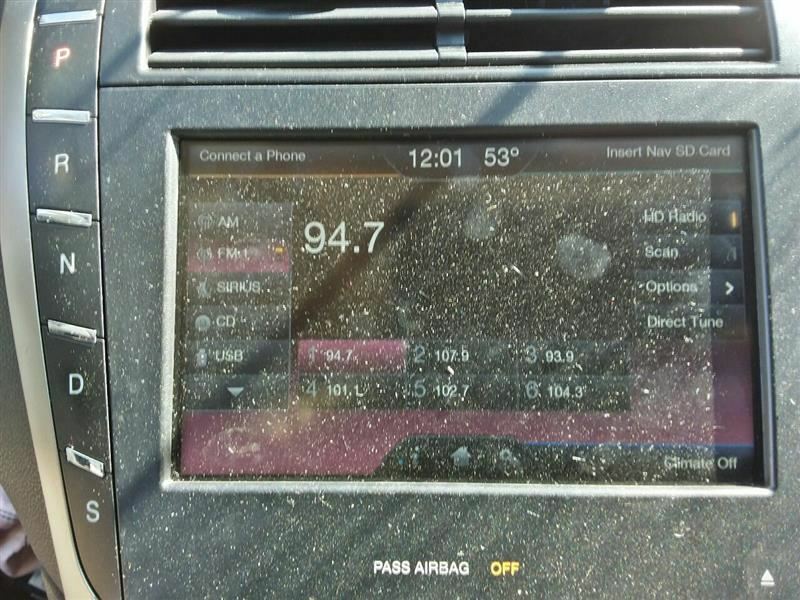 P
R
N
D
S
Connect a Phone
12:01 53°
Insert Nav SD Card
AM
FM 1
SIRIUS
CD
USB
94.7
HD Radio
Scan
Options
Direct Tune
1 94.7 2 107.9 3 93.9
4 101.1 5 102.7 6 104.3
Climate Off
PASS AIRBAG OFF